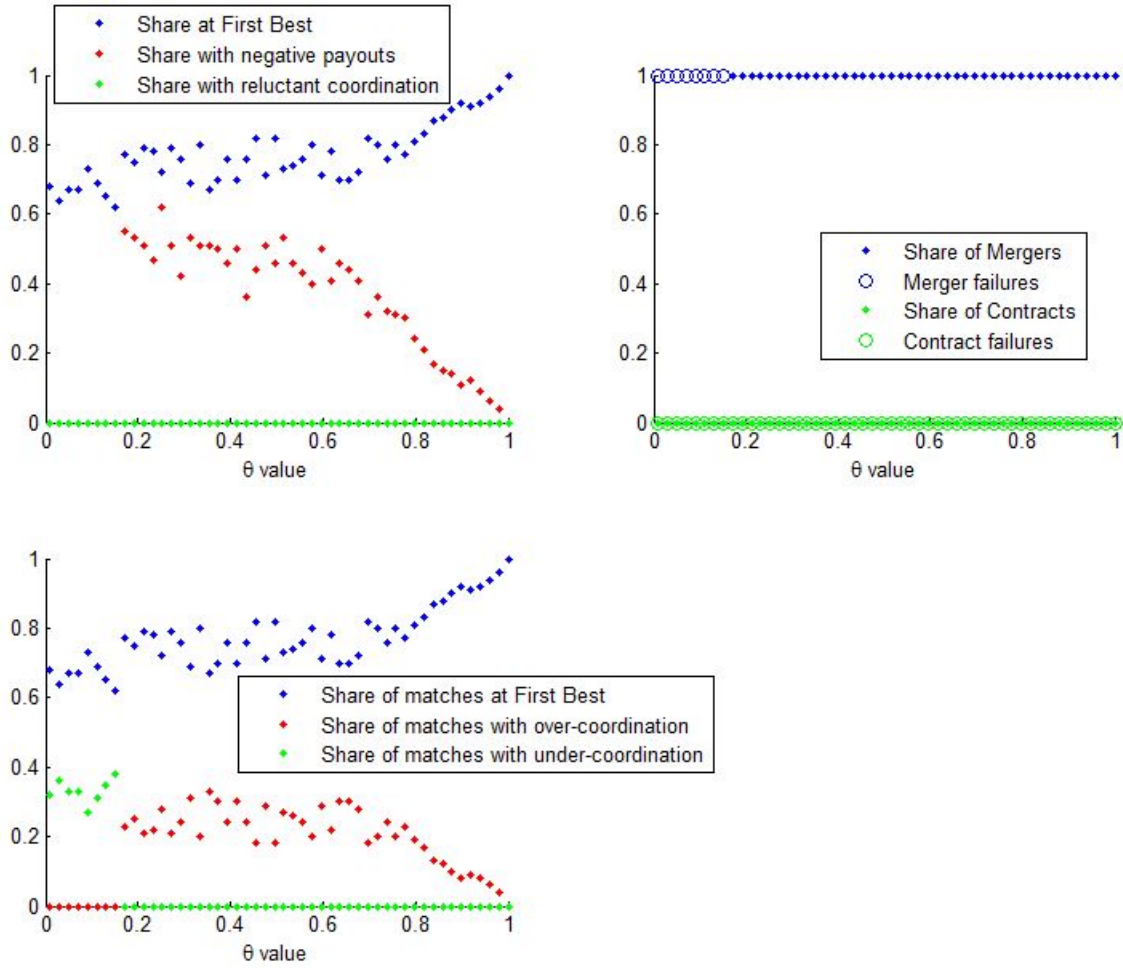 Share at First Best
Share with negative payouts
Share with reluctant coordination
1
0.8
0.6
0.4
0.2
0
0 0.2 0.4 0.6 0.8 1
θ value
1
0.8
0.6
0.4
0.2
0
Share of Mergers
Merger failures
Share of Contracts
Contract failures
0 0.2 0.4 0.6 0.8 1
θ value
1
0.8
0.6
0.4
0.2
0
Share of matches at First Best
Share of matches with over-coordination
Share of matches with under-coordination
0 0.2 0.4 0.6 0.8 1
θ value